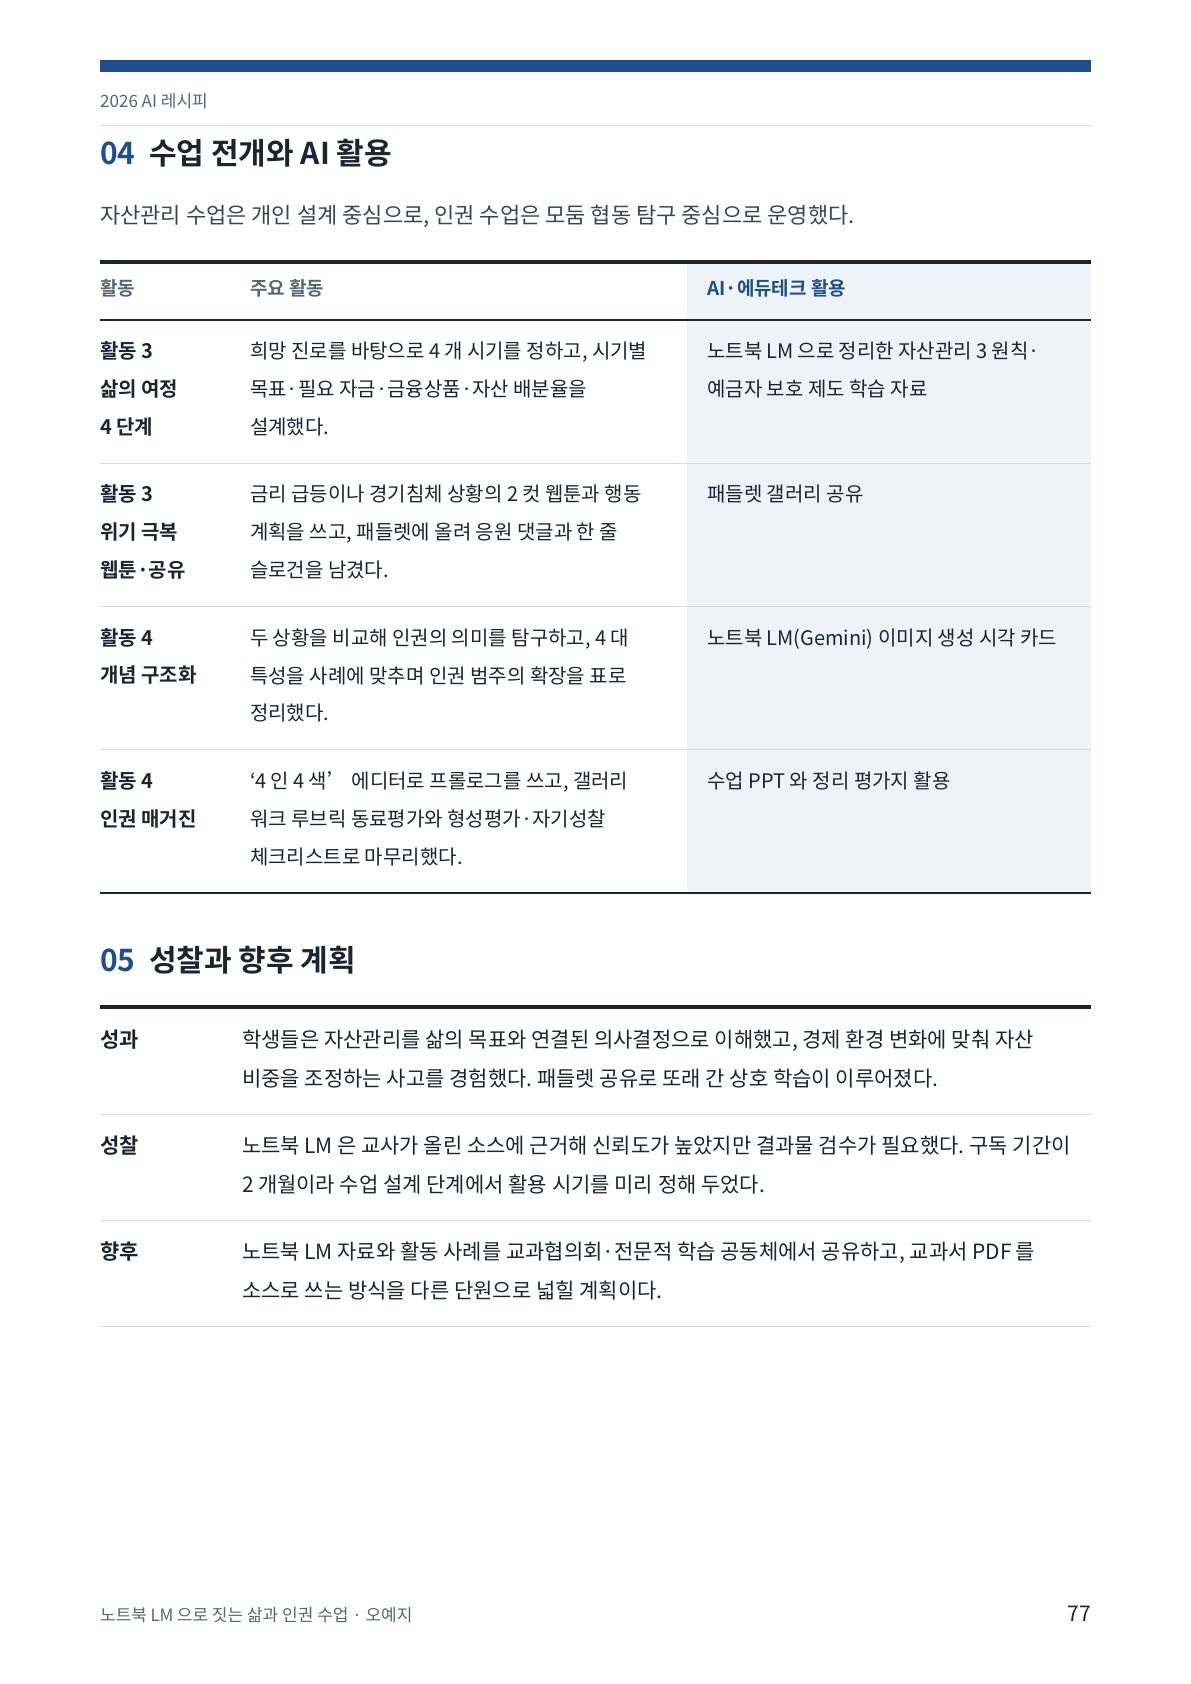 2026 AI 레시피
04 수업 전개와 AI 활용
자산관리 수업은 개인 설계 중심으로, 인권 수업은 모둠 협동 탐구 중심으로 운영했다.
활동 주요 활동 AI·에듀테크 활용
활동 3 희망 진로를 바탕으로 4 개 시기를 정하고, 시기별 노트북 LM 으로 정리한 자산관리 3 원칙·
삶의 여정 목표·필요 자금·금융상품·자산 배분율을 예금자 보호 제도 학습 자료
4 단계 설계했다.
활동 3 금리 급등이나 경기침체 상황의 2 컷 웹툰과 행동 패들렛 갤러리 공유
위기 극복 계획을 쓰고, 패들렛에 올려 응원 댓글과 한 줄
웹툰·공유 슬로건을 남겼다.
활동 4 두 상황을 비교해 인권의 의미를 탐구하고, 4 대 노트북 LM(Gemini) 이미지 생성 시각 카드
개념 구조화 특성을 사례에 맞추며 인권 범주의 확장을 표로
정리했다.
활동 4 ‘4 인 4 색’ 에디터로 프롤로그를 쓰고, 갤러리 수업 PPT 와 정리 평가지 활용
인권 매거진 워크 루브릭 동료평가와 형성평가·자기성찰
체크리스트로 마무리했다.
05 성찰과 향후 계획
성과 학생들은 자산관리를 삶의 목표와 연결된 의사결정으로 이해했고, 경제 환경 변화에 맞춰 자산
비중을 조정하는 사고를 경험했다. 패들렛 공유로 또래 간 상호 학습이 이루어졌다.
성찰 노트북 LM 은 교사가 올린 소스에 근거해 신뢰도가 높았지만 결과물 검수가 필요했다. 구독 기간이
2 개월이라 수업 설계 단계에서 활용 시기를 미리 정해 두었다.
향후 노트북 LM 자료와 활동 사례를 교과협의회·전문적 학습 공동체에서 공유하고, 교과서 PDF 를
소스로 쓰는 방식을 다른 단원으로 넓힐 계획이다.
노트북 LM 으로 짓는 삶과 인권 수업 · 오예지 77